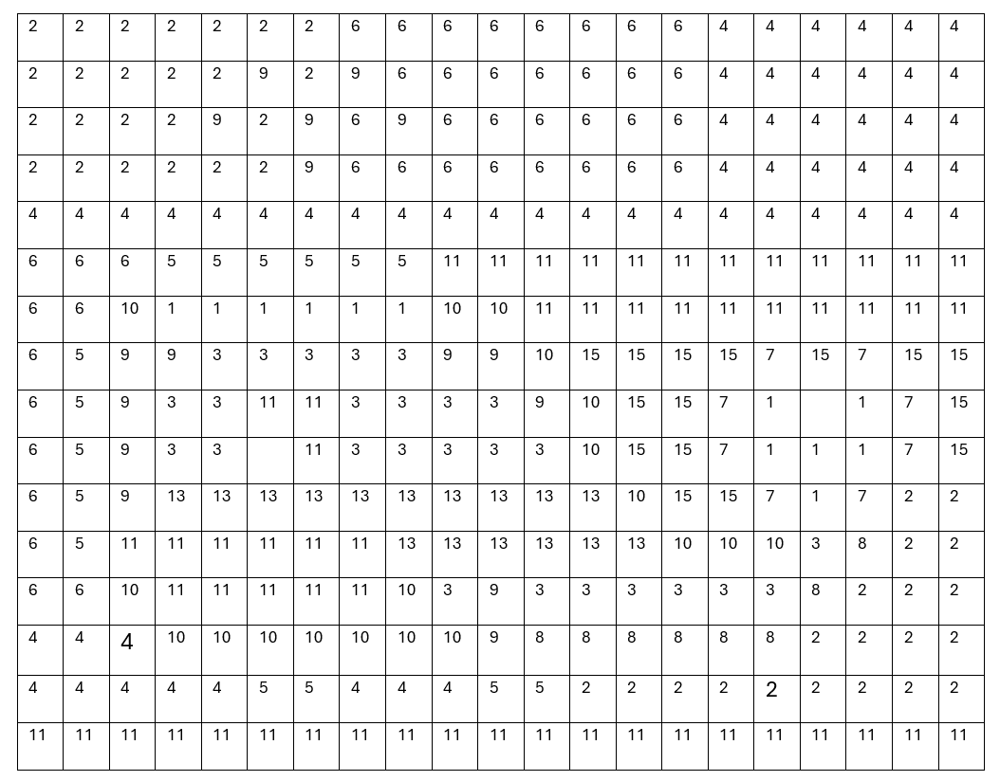 2 2 2 2 2 2 2 6 6 6 6 6 6 6 6 4 4 4 4 4 4
2 2 2 2 2 9 2 9 6 6 6 6 6 6 6 4 4 4 4 4 4
2 2 2 2 9 2 9 6 9 6 6 6 6 6 6 4 4 4 4 4 4
2 2 2 2 2 2 9 6 6 6 6 6 6 6 6 4 4 4 4 4 4
4 4 4 4 4 4 4 4 4 4 4 4 4 4 4 4 4 4 4 4 4
6 6 6 5 5 5 5 5 5 11 11 11 11 11 11 11 11 11 11 11 11
6 6 10 1 1 1 1 1 1 10 10 11 11 11 11 11 11 11 11 11 11
6 5 9 9 3 3 3 3 3 9 9 10 15 15 15 15 7 15 7 15 15
6 5 9 3 3 11 11 3 3 3 3 9 10 15 15 7 1 1 7 15
6 5 9 3 3 11 3 3 3 3 3 10 15 15 7 1 1 1 7 15
6 5 9 13 13 13 13 13 13 13 13 13 13 10 15 15 7 1 7 2 2
6 5 11 11 11 11 11 11 13 13 13 13 13 13 10 10 10 3 8 2 2
6 6 10 11 11 11 11 11 10 3 9 3 3 3 3 3 3 8 2 2 2
4 4 4 10 10 10 10 10 10 10 9 8 8 8 8 8 8 2 2 2 2
4 4 4 4 4 5 5 4 4 4 5 5 2 2 2 2 2 2 2 2 2
11 11 11 11 11 11 11 11 11 11 11 11 11 11 11 11 11 11 11 11 11